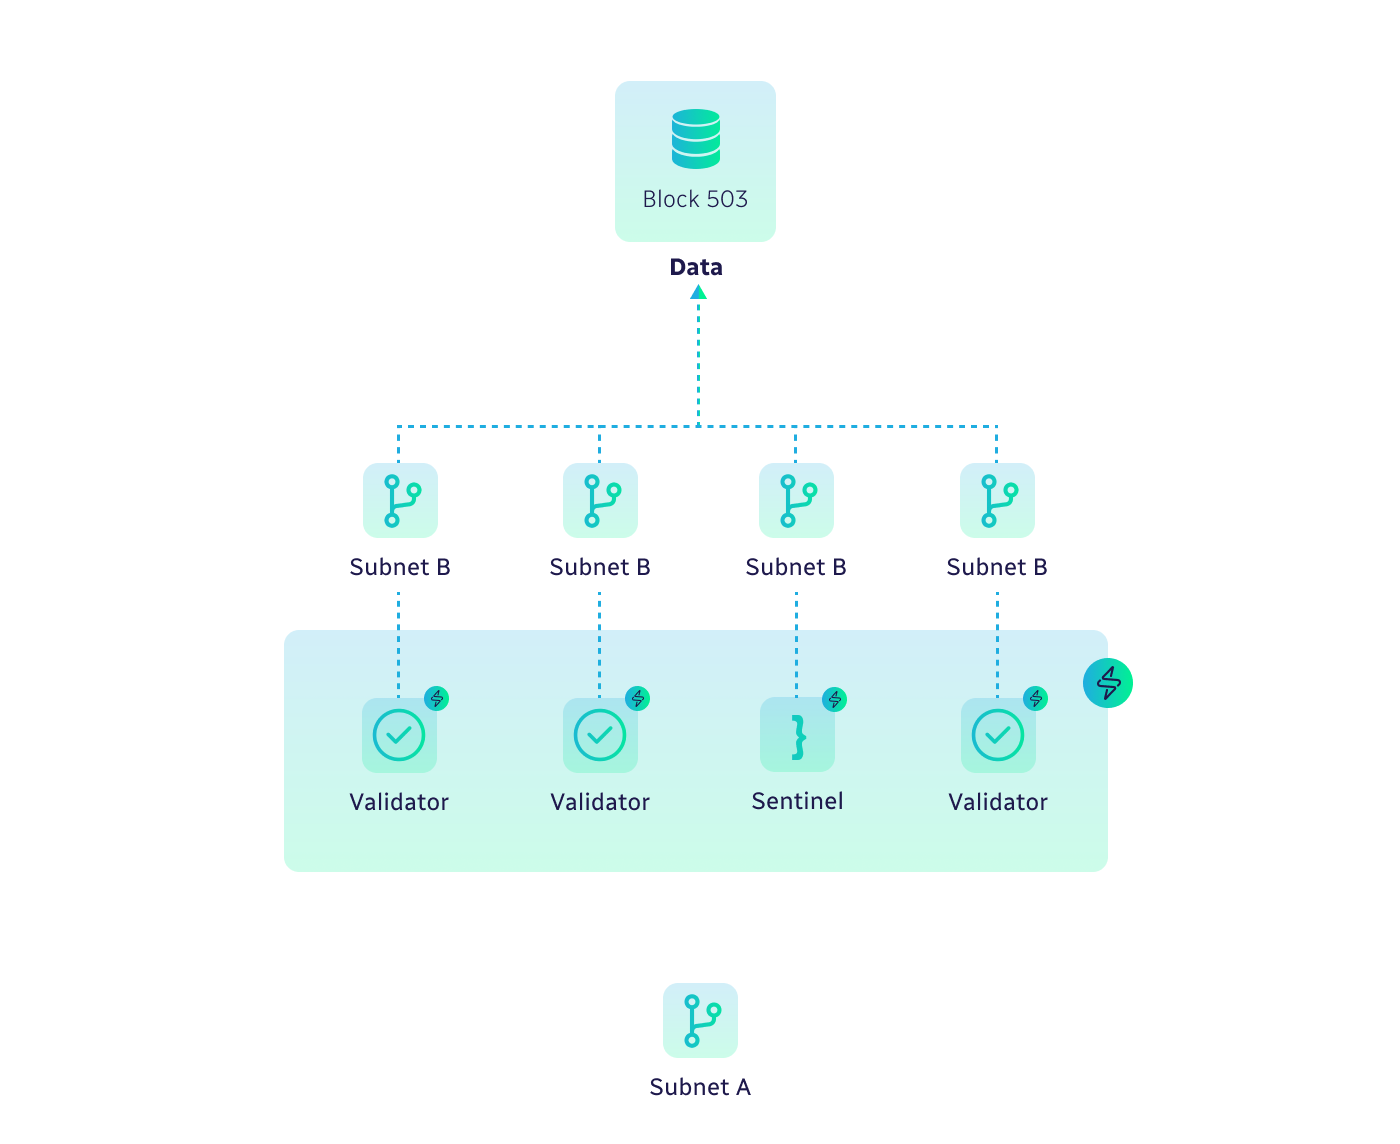 Block 503
Data
Subnet B
Subnet B
Subnet B
Subnet B
Validator
Validator
Sentinel
Validator
Subnet A